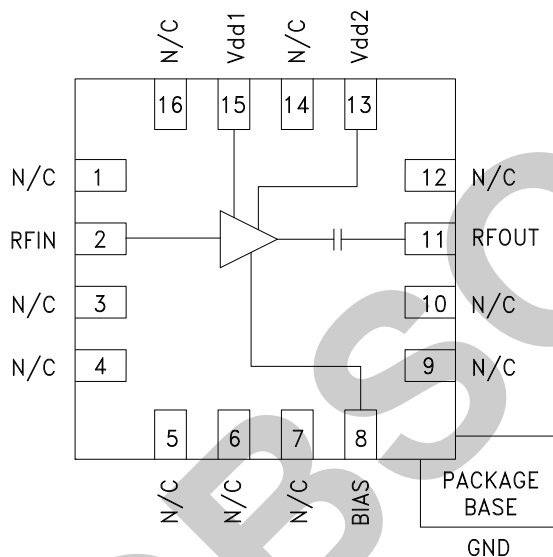 N/C
Vdd1
N/C
Vdd2
16
15
14
13
N/C 1
12 N/C
RFIN 2
11 RFOUT
N/C 3
10 N/C
N/C 4
9 N/C
5
6
7
8
N/C
N/C
N/C
BIAS
PACKAGE
BASE
GND